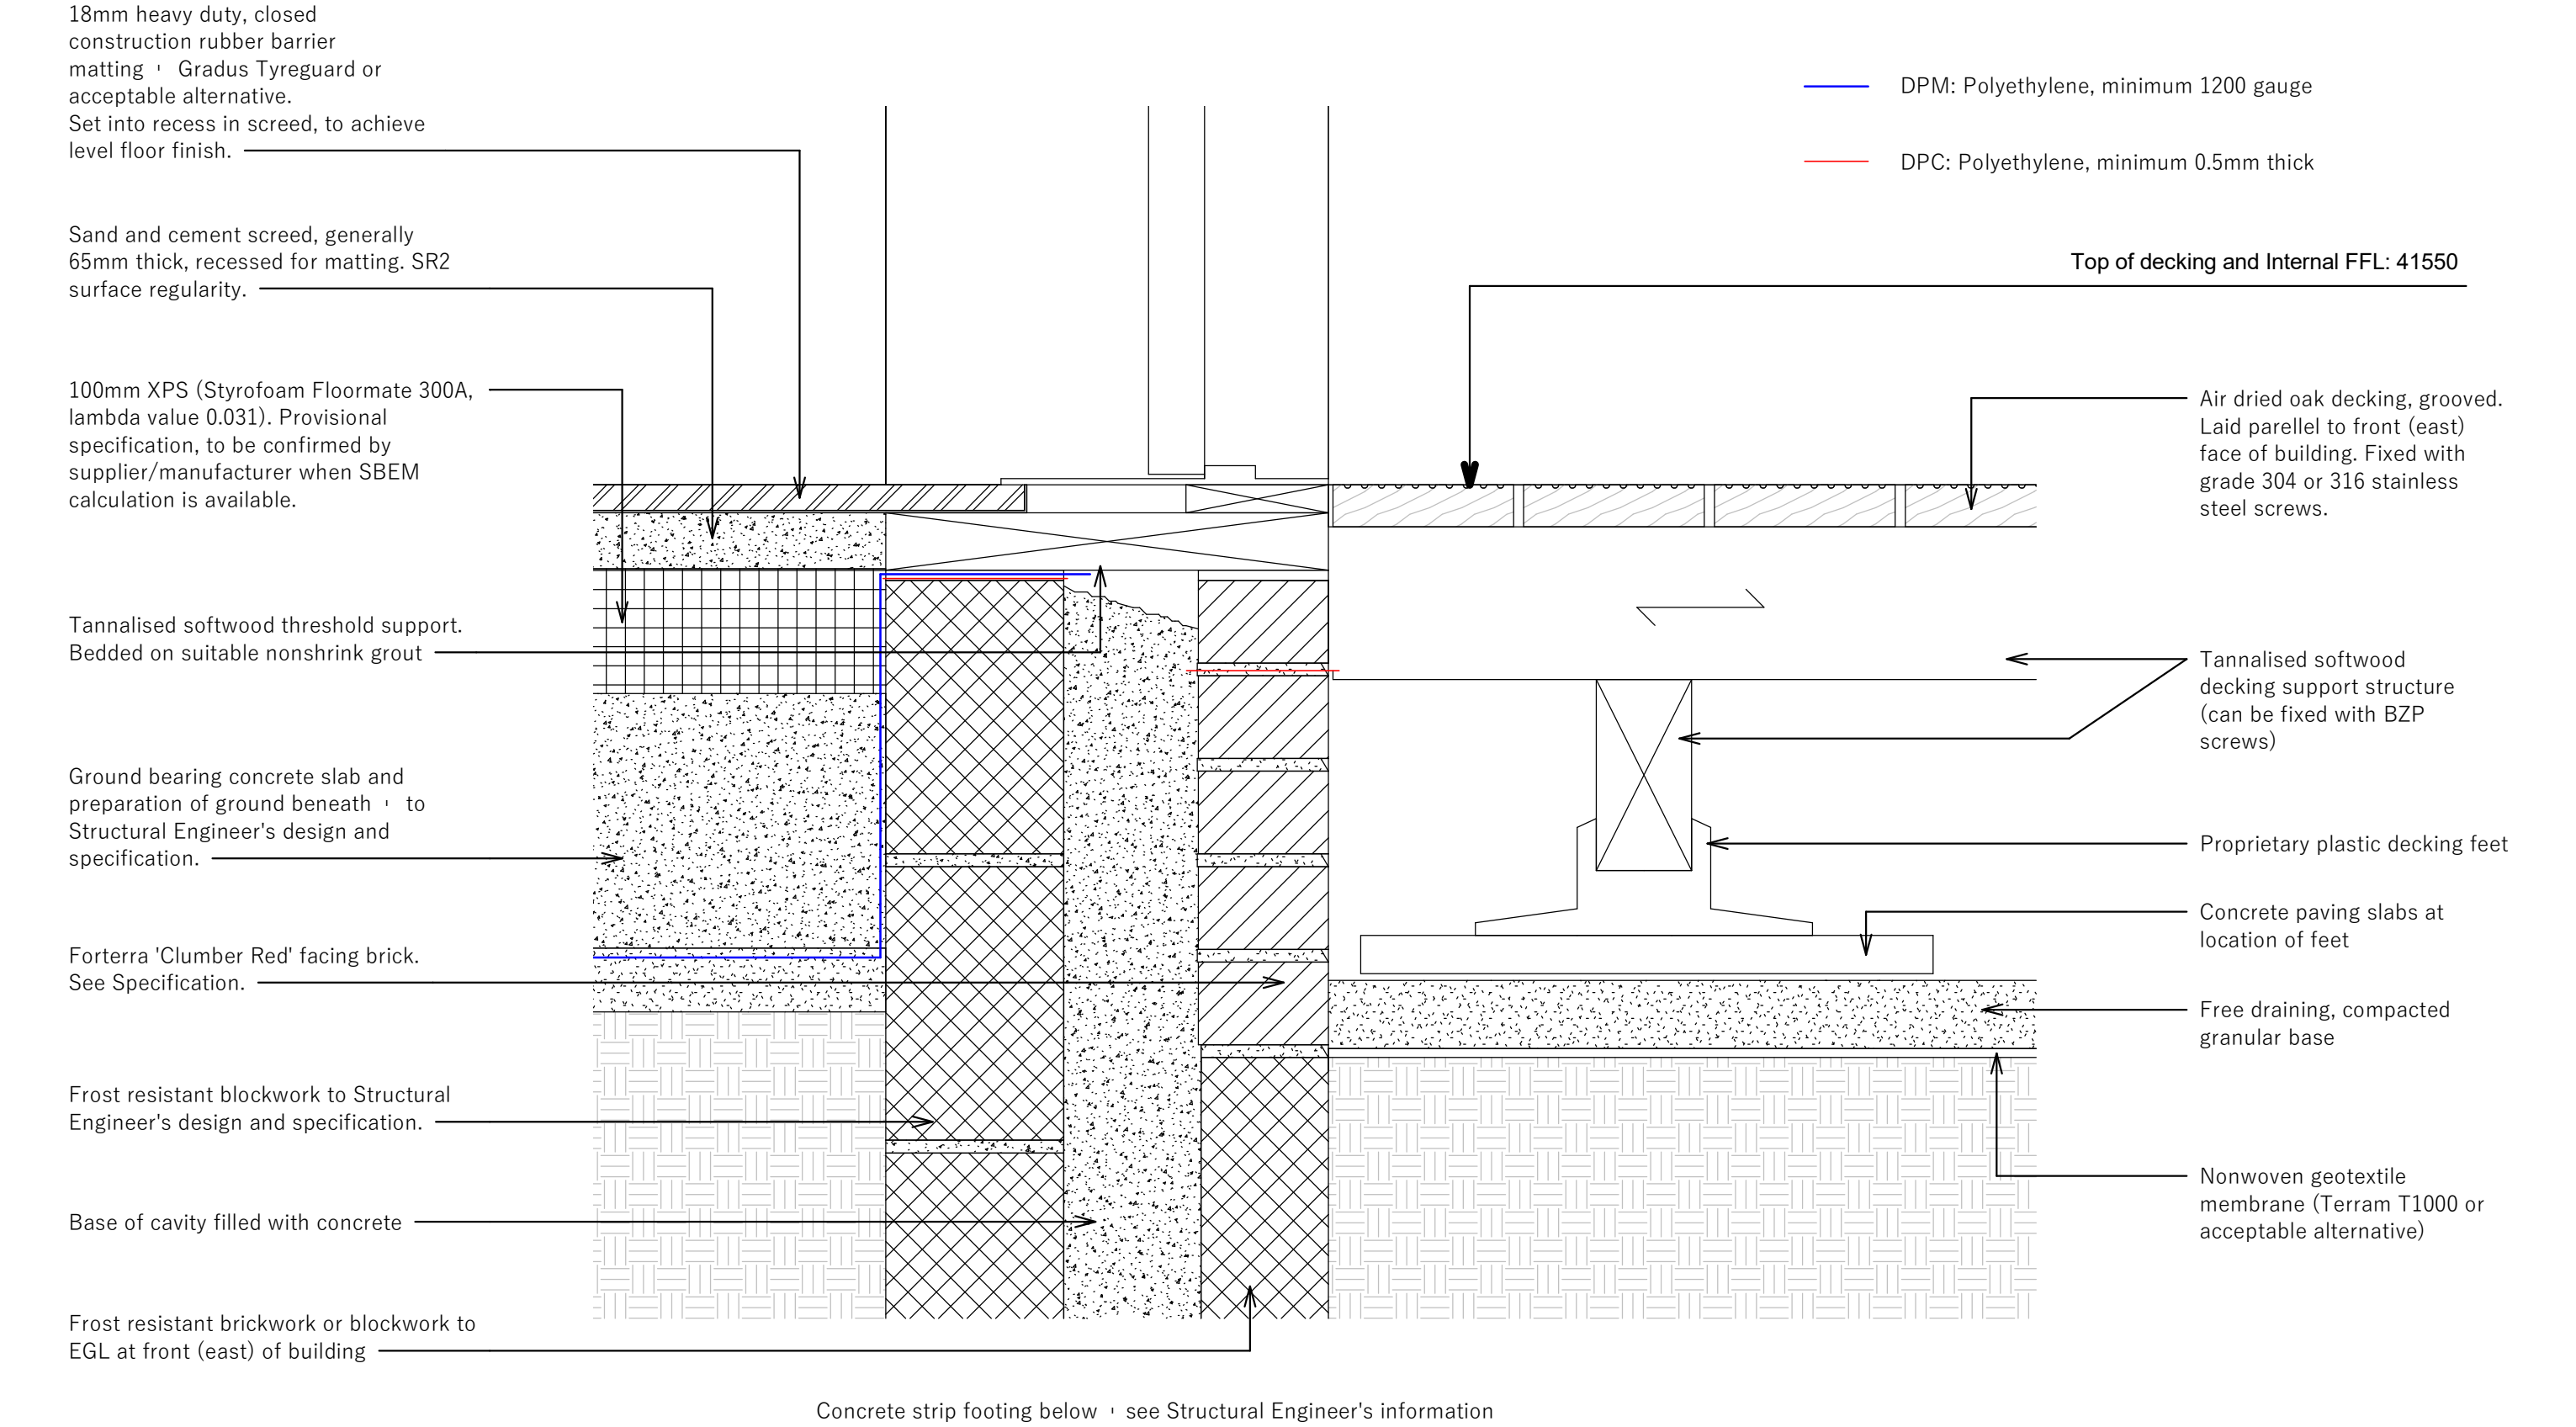 18mm heavy duty, closed
construction rubber barrier
matting ' Gradus Tyreguard or
acceptable alternative.
Set into recess in screed, to achieve
level floor finish.
Sand and cement screed, generally
65mm thick, recessed for matting. SR2
surface regularity.
100mm XPS (Styrofoam Floormate 300A,
lambda value 0.031). Provisional
specification, to be confirmed by
supplier/manufacturer when SBEM
calculation is available.
Tannalised softwood threshold support.
Bedded on suitable nonshrink grout
Ground bearing concrete slab and
preparation of ground beneath ' to
Structural Engineer's design and
specification.
Forterra 'Clumber Red' facing brick.
See Specification.
Frost resistant blockwork to Structural
Engineer's design and specification.
Base of cavity filled with concrete
Frost resistant brickwork or blockwork to
EGL at front (east) of building
Concrete strip footing below ' see Structural Engineer's information
DPM: Polyethylene, minimum 1200 gauge
DPC: Polyethylene, minimum 0.5mm thick
Top of decking and Internal FFL: 41550
Air dried oak decking, grooved.
Laid parellel to front (east)
face of building. Fixed with
grade 304 or 316 stainless
steel screws.
Tannalised softwood
decking support structure
(can be fixed with BZP
screws)
Proprietary plastic decking feet
Concrete paving slabs at
location of feet
Free draining, compacted
granular base
Nonwoven geotextile
membrane (Terram T1000 or
acceptable alternative)